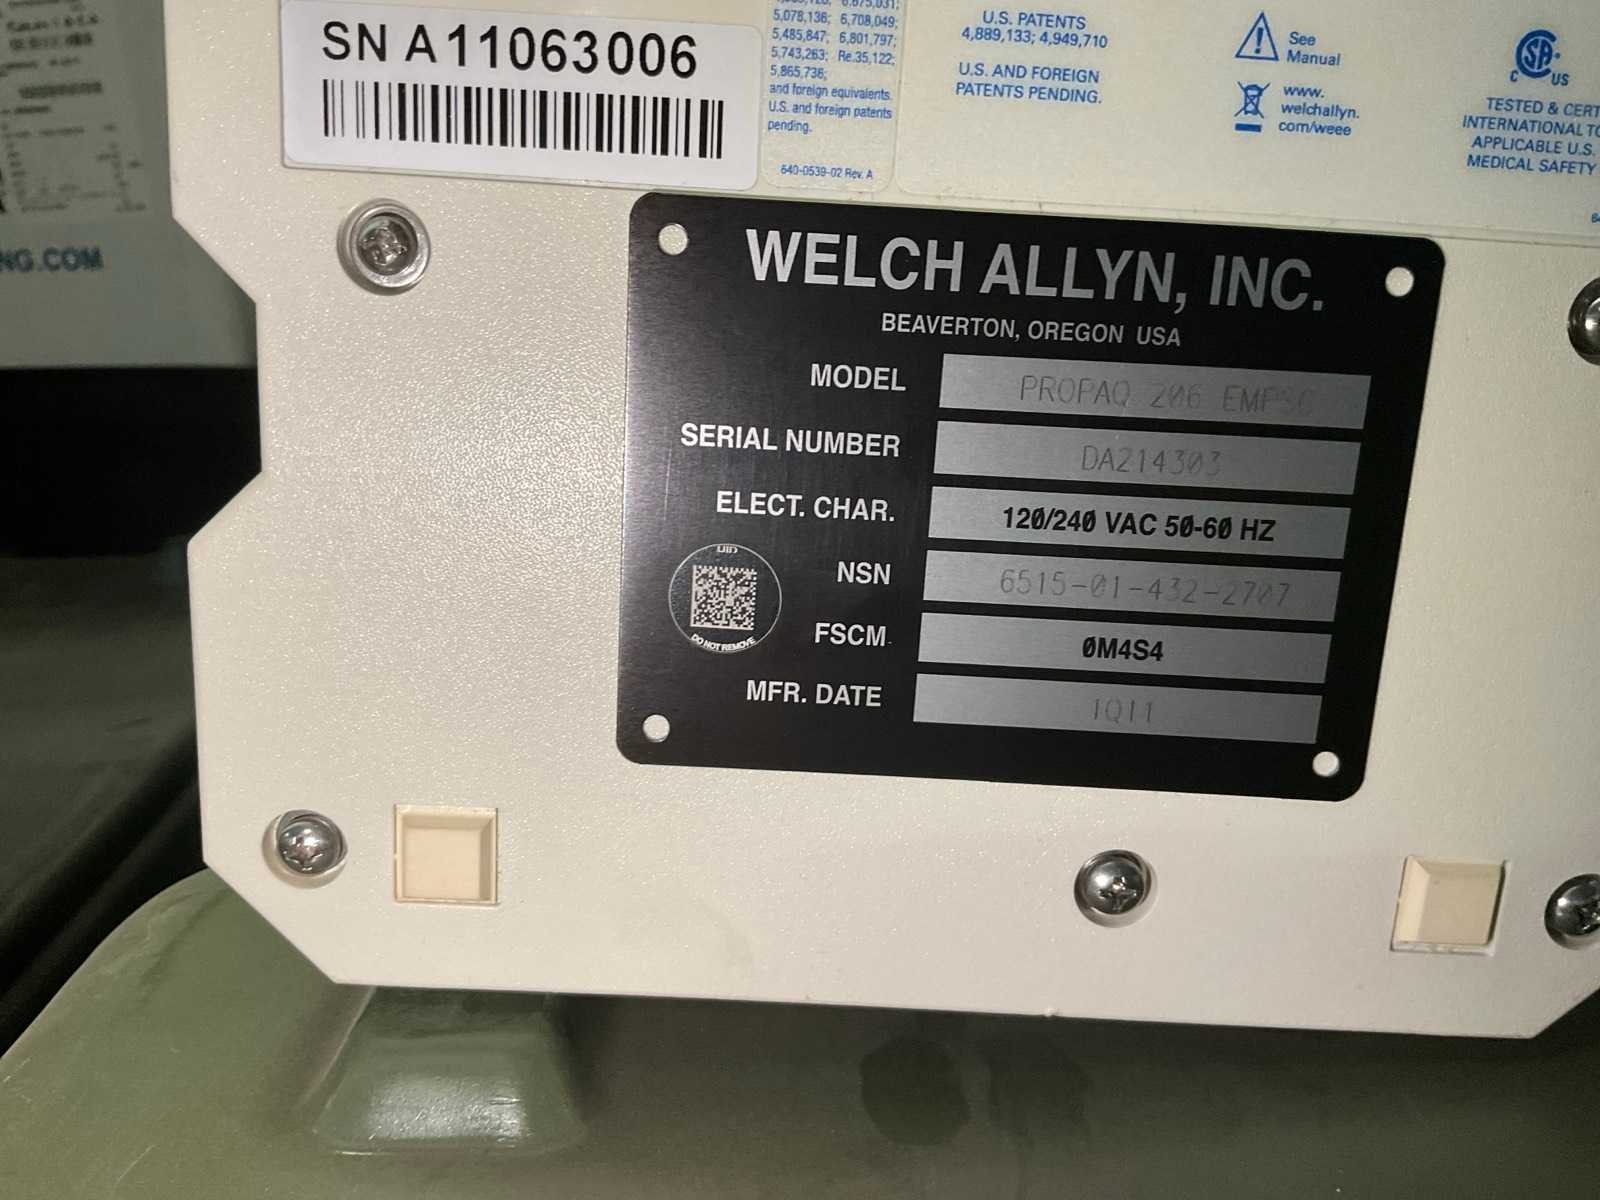 SN A11063006
5,078,136; 6,708,049;
5,485,847; 6,801,797;
5,743,263; Re.35,122;
5,865,736;
and foreign equivalents.
U.S. and foreign patents
pending.
640-0539-02 Rev. A
U.S. PATENTS
4,889,133; 4,949,710
U.S. AND FOREIGN
PATENTS PENDING.
See
Manual
www.
welchallyn.
com/weee
CSA
C US
TESTED & CERT
INTERNATIONAL TO
APPLICABLE U.S.
MEDICAL SAFETY
NG.COM
WELCH ALLYN, INC.
BEAVERTON, OREGON USA
MODEL PROPAQ 206
SERIAL NUMBER DA214303
ELECT. CHAR. 120/240 VAC 50-60 HZ
NSN 6515-01-432-2707
FSCM 0M4S4
MFR. DATE 1Q11
UID
DO NOT REMOVE